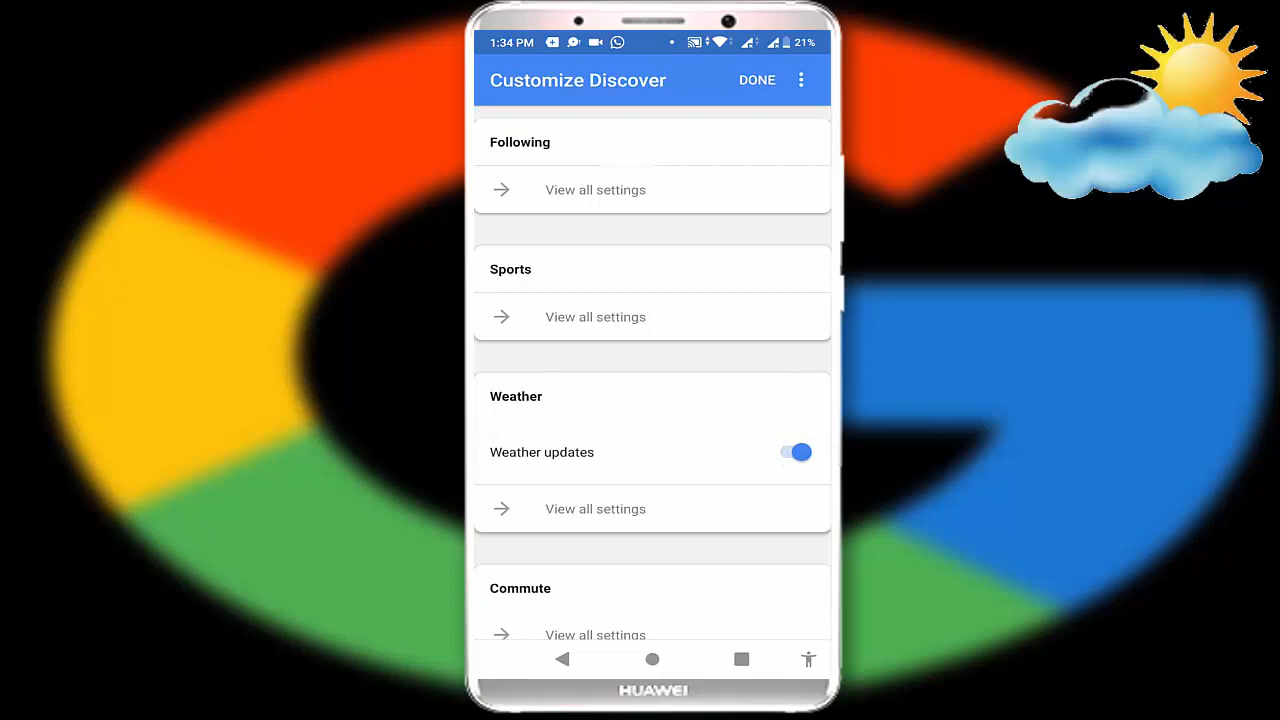 1:34 PM 21%
Customize Discover DONE
Following
View all settings
Sports
View all settings
Weather
Weather updates
View all settings
Commute
View all settings
HUAWEI